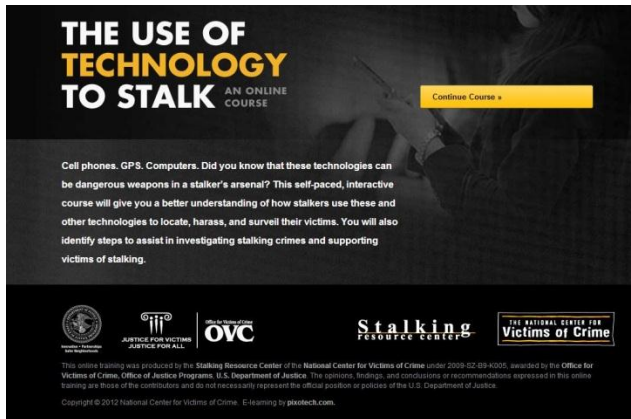 THE USE OF
TECHNOLOGY
TO STALK AN ONLINE
COURSE
Continue Course »
Cell phones. GPS. Computers. Did you know that these technologies can
be dangerous weapons in a stalker's arsenal? This self-paced, interactive
course will give you a better understanding of how stalkers use these and
other technologies to locate, harass, and surveil their victims. You will also
identify steps to assist in investigating stalking crimes and supporting
victims of stalking.
JUSTICE FOR VICTIMS
JUSTICE FOR ALL
Office for Victims of Crime
OVC
Stalking
resource center
THE NATIONAL CENTER FOR
Victims of Crime
This online training was produced by the Stalking Resource Center of the National Center for Victims of Crime under 2009-SZ-B9-K005, awarded by the Office for
Victims of Crime, Office of Justice Programs, U.S. Department of Justice. The opinions, findings, and conclusions or recommendations expressed in this online
training are those of the contributors and do not necessarily represent the official position or policies of the U.S. Department of Justice.
Copyright © 2012 National Center for Victims of Crime. E-learning by pixotech.com.